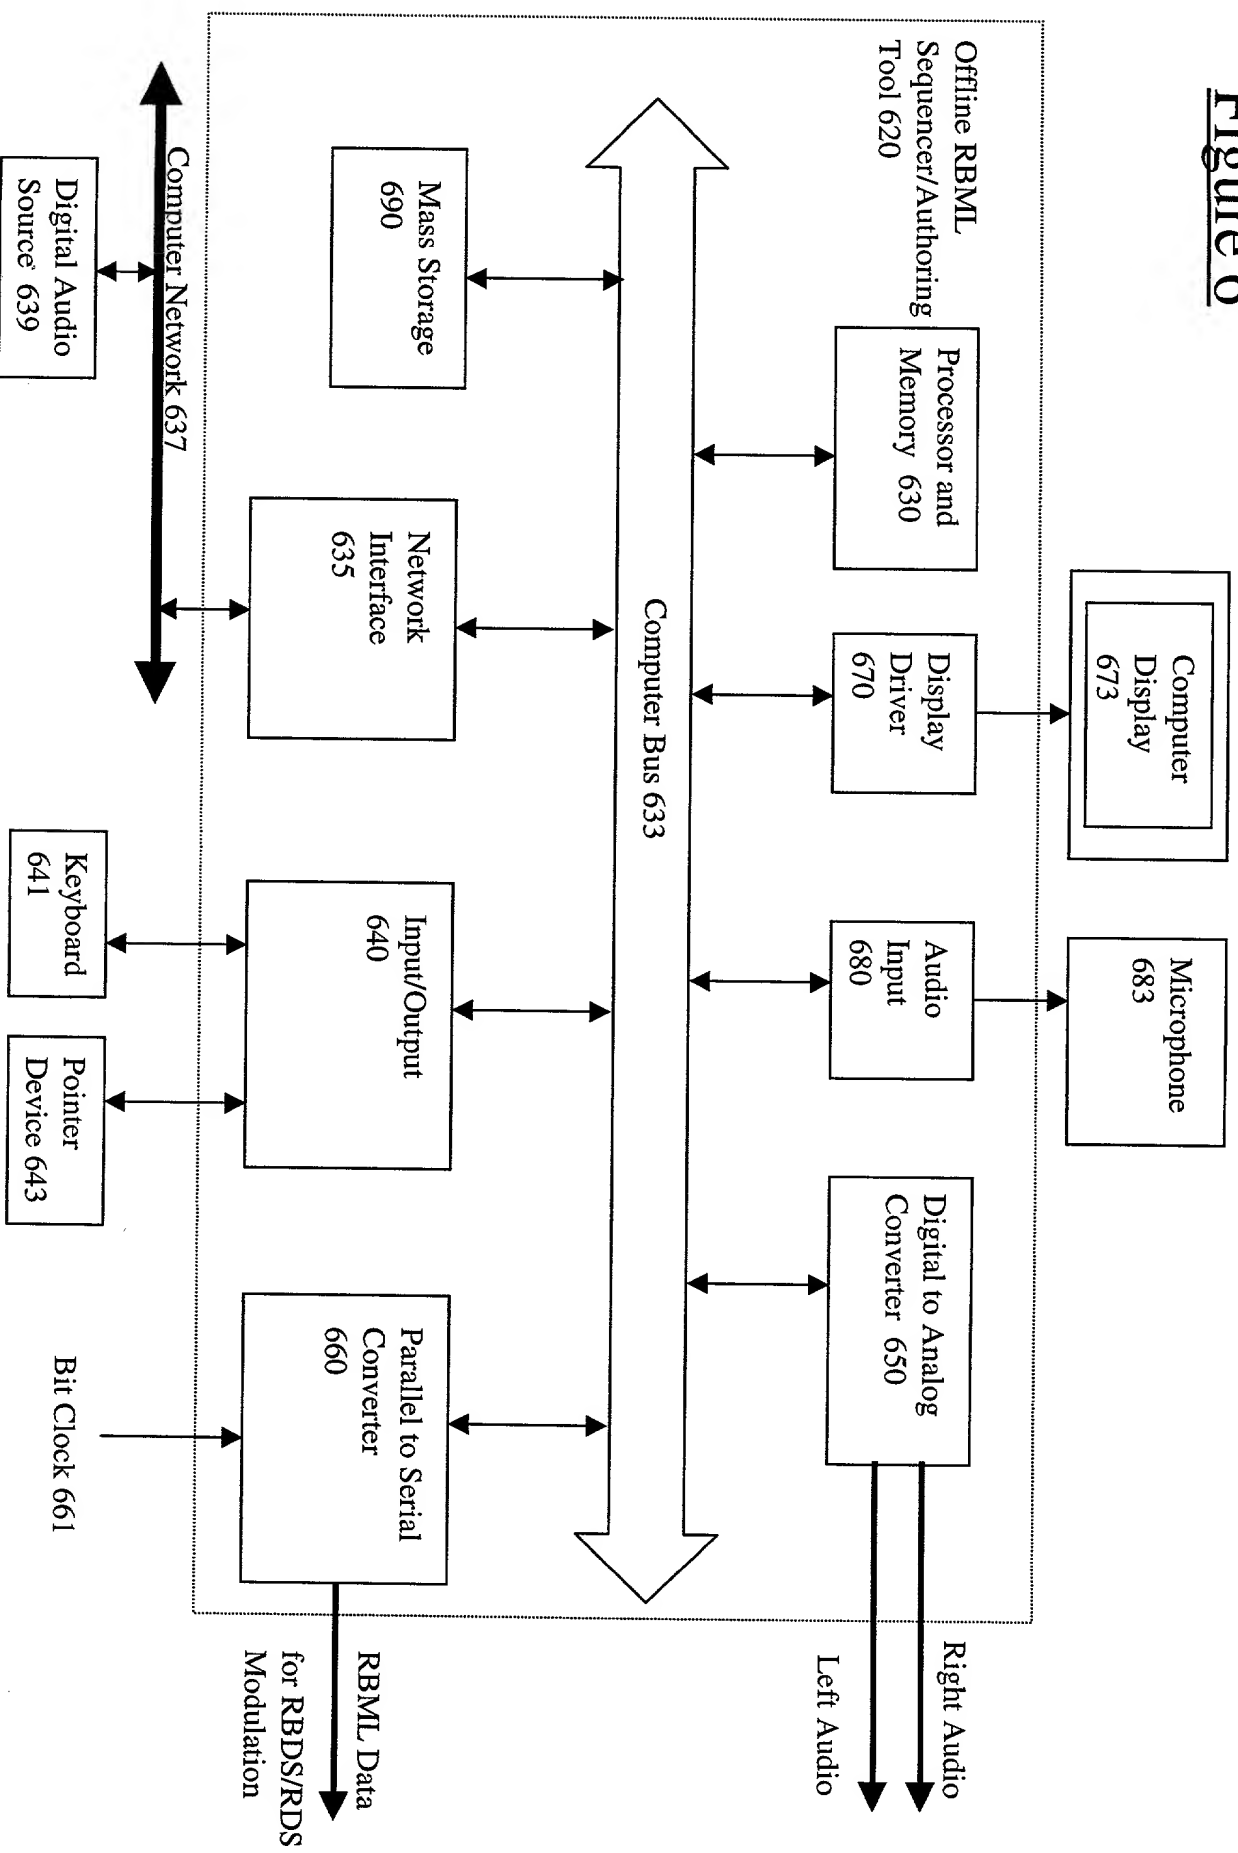 Figure 6
Computer
Display
673
Microphone
683
Offline RBML
Sequencer/Authoring
Tool 620
Processor and
Memory 630
Display
Driver
670
Audio
Input
680
Digital to Analog
Converter 650
Right Audio
Left Audio
Computer Bus 633
Mass Storage
690
Network
Interface
635
Input/Output
640
Parallel to Serial
Converter
660
RBML Data
for RBDS/RDS
Modulation
Computer Network 637
Digital Audio
Source 639
Keyboard
641
Pointer
Device 643
Bit Clock 661